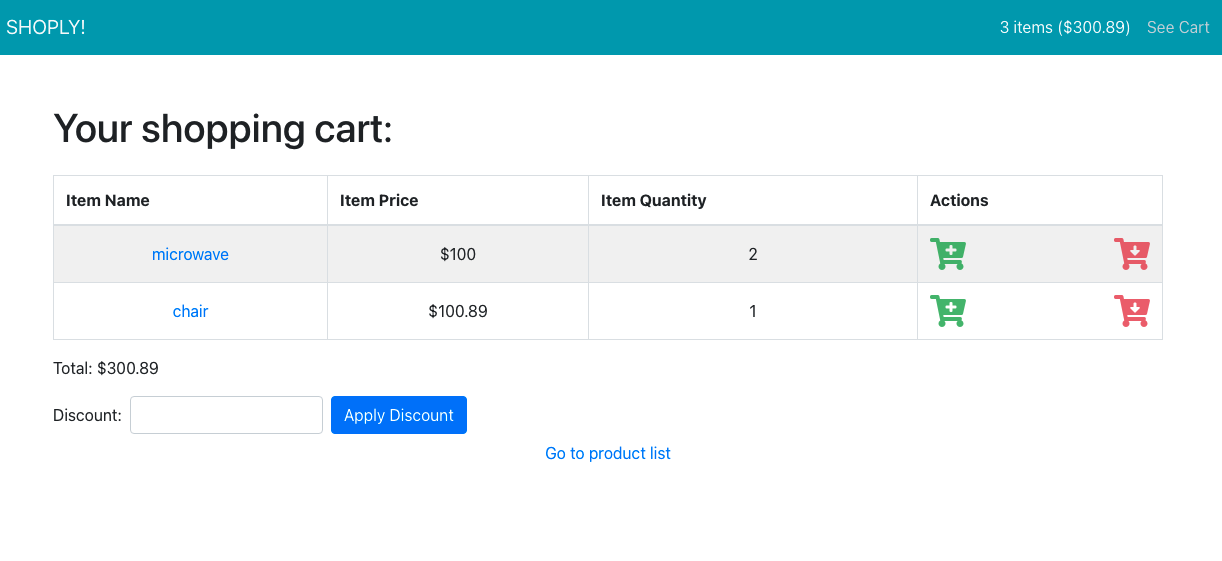 SHOPLY! 3 items ($300.89) See Cart
Your shopping cart:
Item Name Item Price Item Quantity Actions
microwave $100 2
chair $100.89 1
Total: $300.89
Discount: Apply Discount
Go to product list